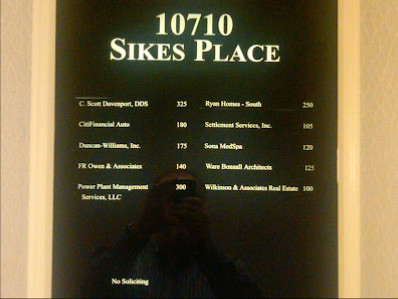 10710
SIKES PLACE
C. Scott Davenport, DDS 325
CitiFinancial Auto 180
Duncan-Williams, Inc. 175
FR Owen & Associates 140
Power Plant Management 300
Services, LLC
Ryan Homes - South 250
Settlement Services, Inc. 105
Sona MedSpa 120
Ware Bonsall Architects 125
Wilkinson & Associates Real Estate 100
No Soliciting